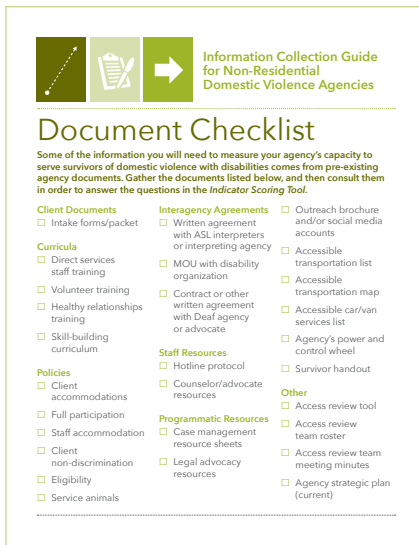 Information Collection Guide
for Non-Residential
Domestic Violence Agencies
Document Checklist
Some of the information you will need to measure your agency's capacity to
serve survivors of domestic violence with disabilities comes from pre-existing
agency documents. Gather the documents listed below, and then consult them
in order to answer the questions in the Indicator Scoring Tool.
Client Documents
☐ Intake forms/packet
Curricula
☐ Direct services
staff training
☐ Volunteer training
☐ Healthy relationships
training
☐ Skill-building
curriculum
Policies
☐ Client
accommodations
☐ Full participation
☐ Staff accommodation
☐ Client
non-discrimination
☐ Eligibility
☐ Service animals
Interagency Agreements
☐ Written agreement
with ASL interpreters
or interpreting agency
☐ MOU with disability
organization
☐ Contract or other
written agreement
with Deaf agency
or advocate
Staff Resources
☐ Hotline protocol
☐ Counselor/advocate
resources
Programmatic Resources
☐ Case management
resource sheets
☐ Legal advocacy
resources
☐ Outreach brochure
and/or social media
accounts
☐ Accessible
transportation list
☐ Accessible
transportation map
☐ Accessible car/van
services list
☐ Agency's power and
control wheel
☐ Survivor handout
Other
☐ Access review tool
☐ Access review
team roster
☐ Access review team
meeting minutes
☐ Agency strategic plan
(current)